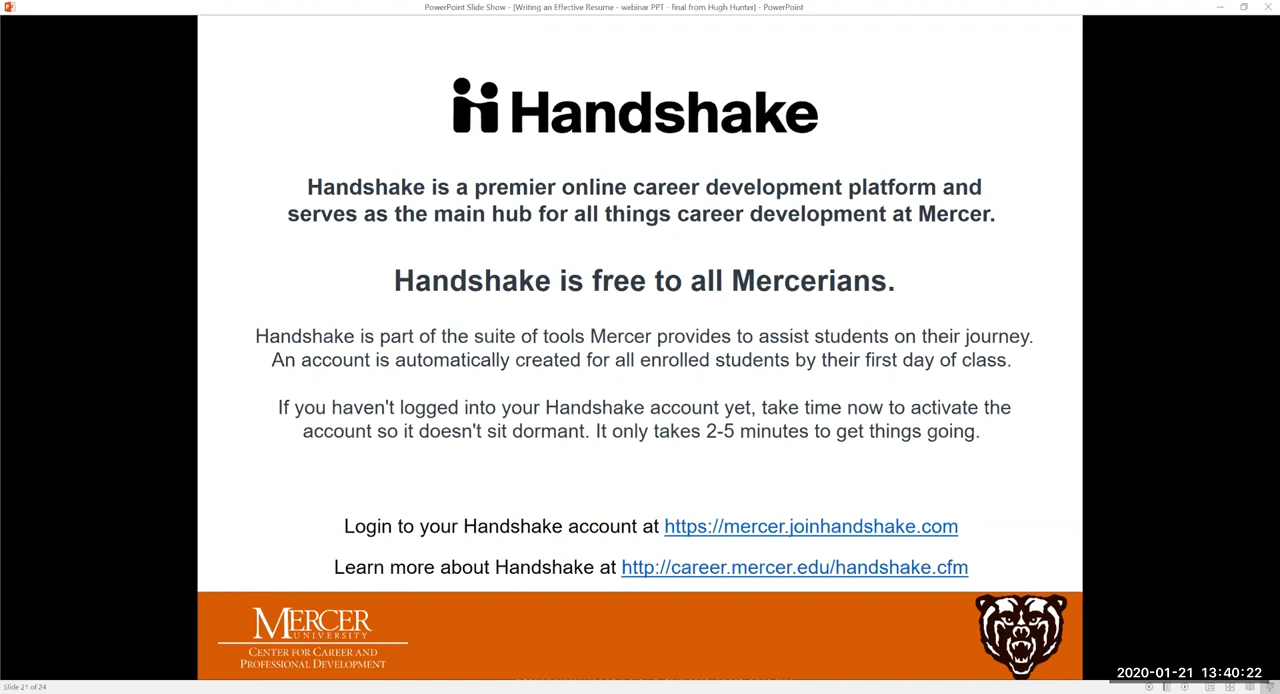 PowerPoint Slide Show - [Writing an Effective Resume - webinar PPT - final from Hugh Hunter] - PowerPoint
Handshake
Handshake is a premier online career development platform and
serves as the main hub for all things career development at Mercer.
Handshake is free to all Mercerians.
Handshake is part of the suite of tools Mercer provides to assist students on their journey.
An account is automatically created for all enrolled students by their first day of class.
If you haven't logged into your Handshake account yet, take time now to activate the
account so it doesn't sit dormant. It only takes 2-5 minutes to get things going.
Login to your Handshake account at https://mercer.joinhandshake.com
Learn more about Handshake at http://career.mercer.edu/handshake.cfm
MERCER
UNIVERSITY
CENTER FOR CAREER AND
PROFESSIONAL DEVELOPMENT
2020-01-21 13:40:22
Slide 21 of 24